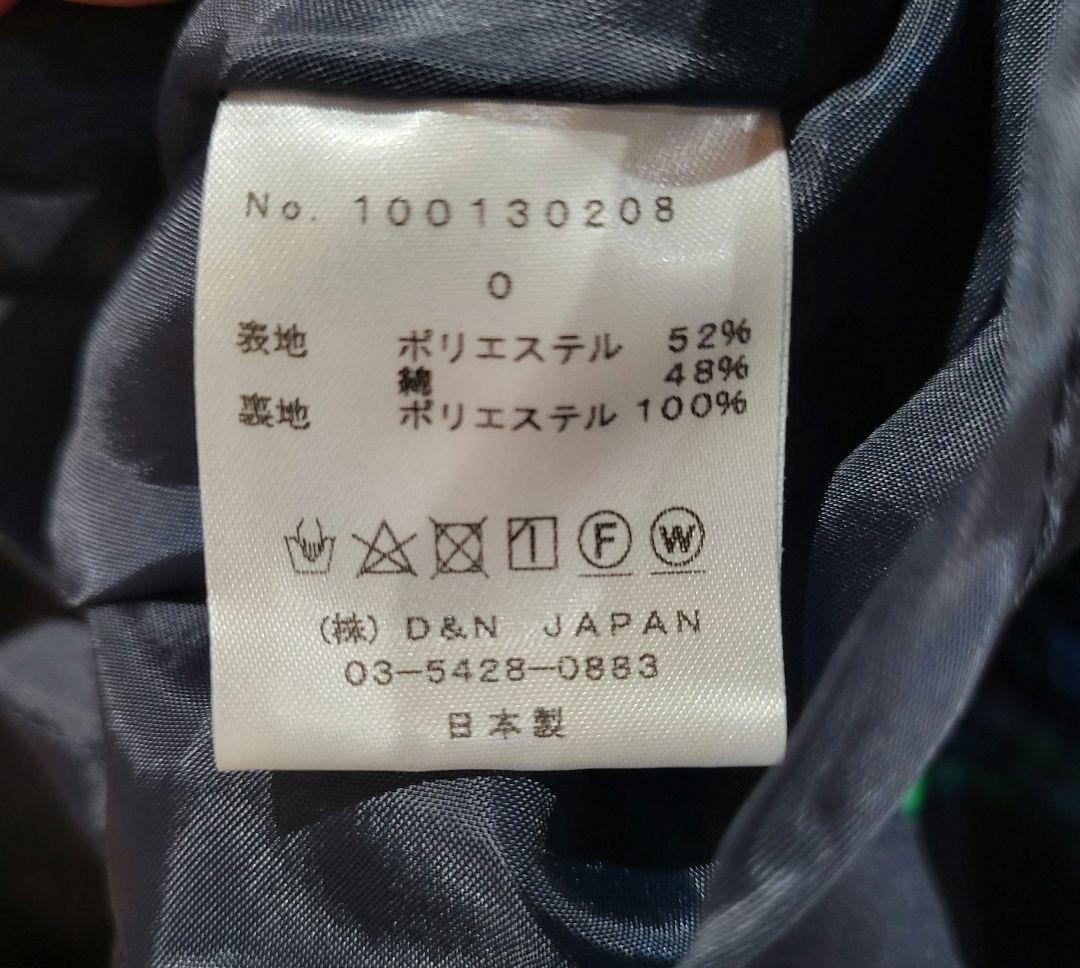 No. 100130208
0
表地 ポリエステル 52%
綿 48%
裏地 ポリエステル 100%
F W
(株) D&N JAPAN
03-5428-0883
日本製